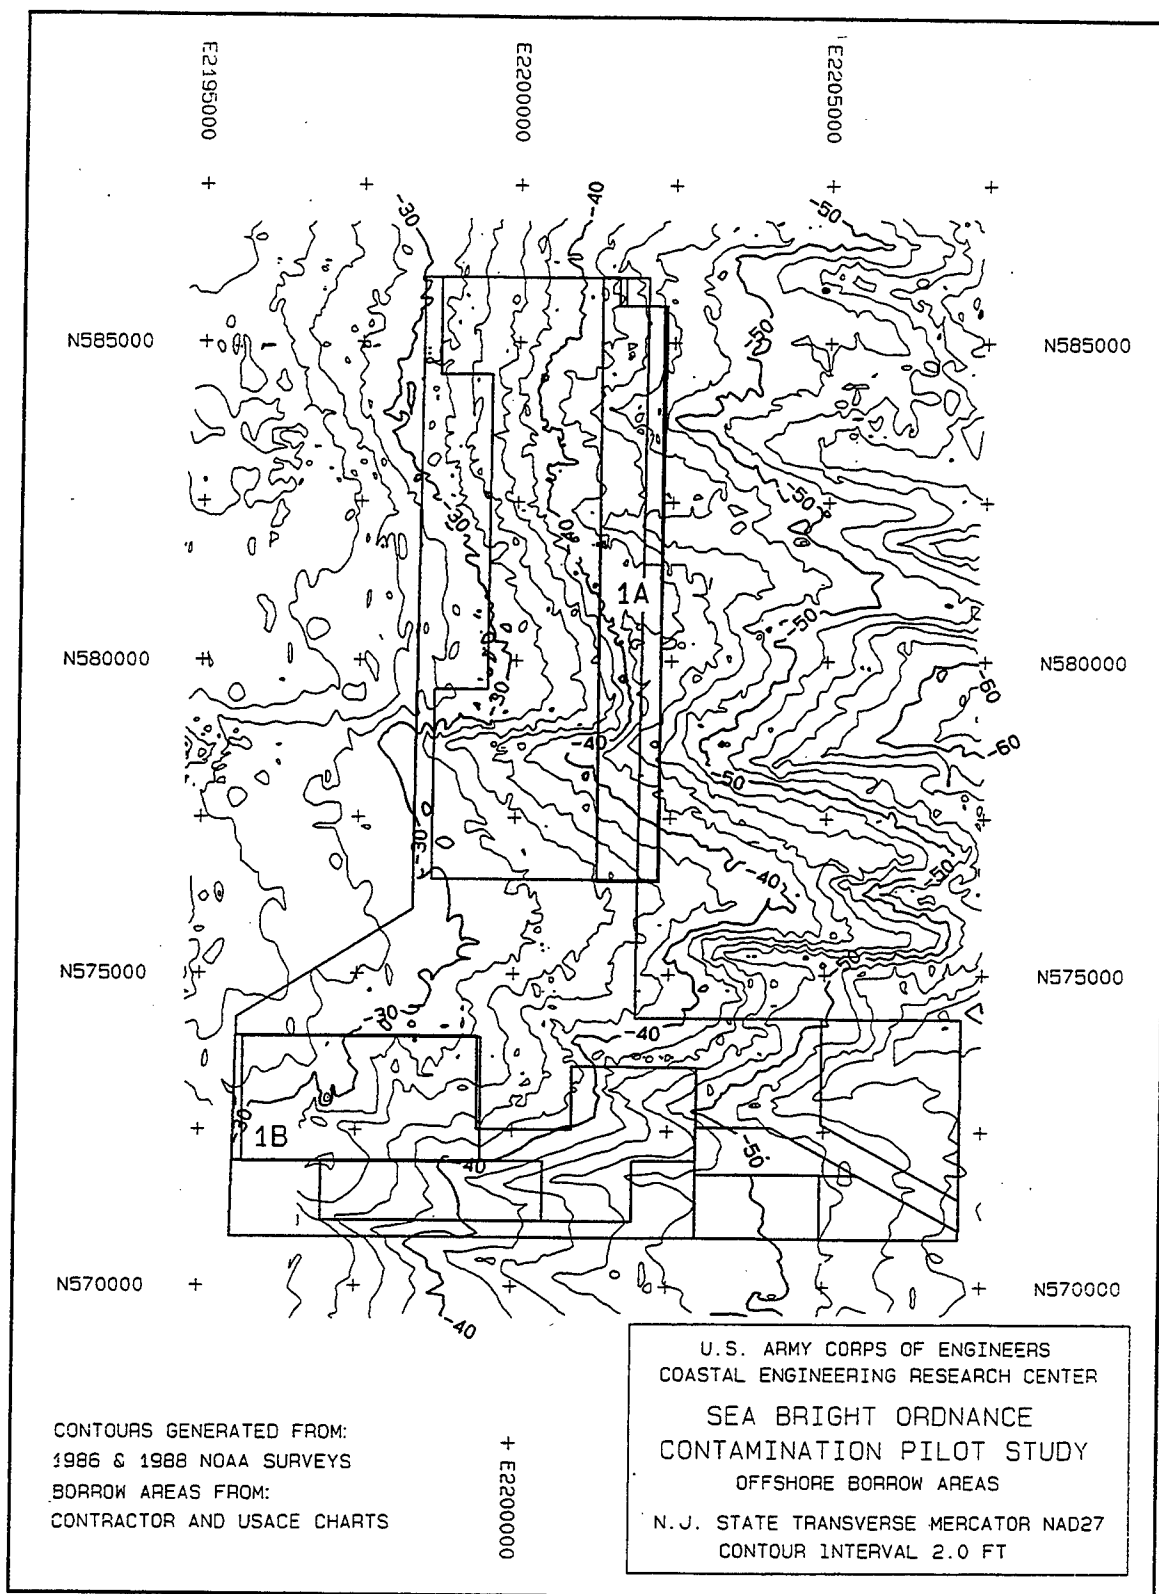 E2195000
E2200000
E2205000
-30
-40
-50
N585000
N585000
-50
-50
-30
-40
1A
-50
N580000
N580000
-30
-60
-40
-60
-50
-30
-40
-50
N575000
N575000
-50
-30
-40
-30
1B
40
-50
N570000
N570000
-40
U.S. ARMY CORPS OF ENGINEERS
COASTAL ENGINEERING RESEARCH CENTER
SEA BRIGHT ORDNANCE
CONTAMINATION PILOT STUDY
OFFSHORE BORROW AREAS
N.J. STATE TRANSVERSE MERCATOR NAD27
CONTOUR INTERVAL 2.0 FT
CONTOURS GENERATED FROM:
1986 & 1988 NOAA SURVEYS
BORROW AREAS FROM:
CONTRACTOR AND USACE CHARTS
E2200000